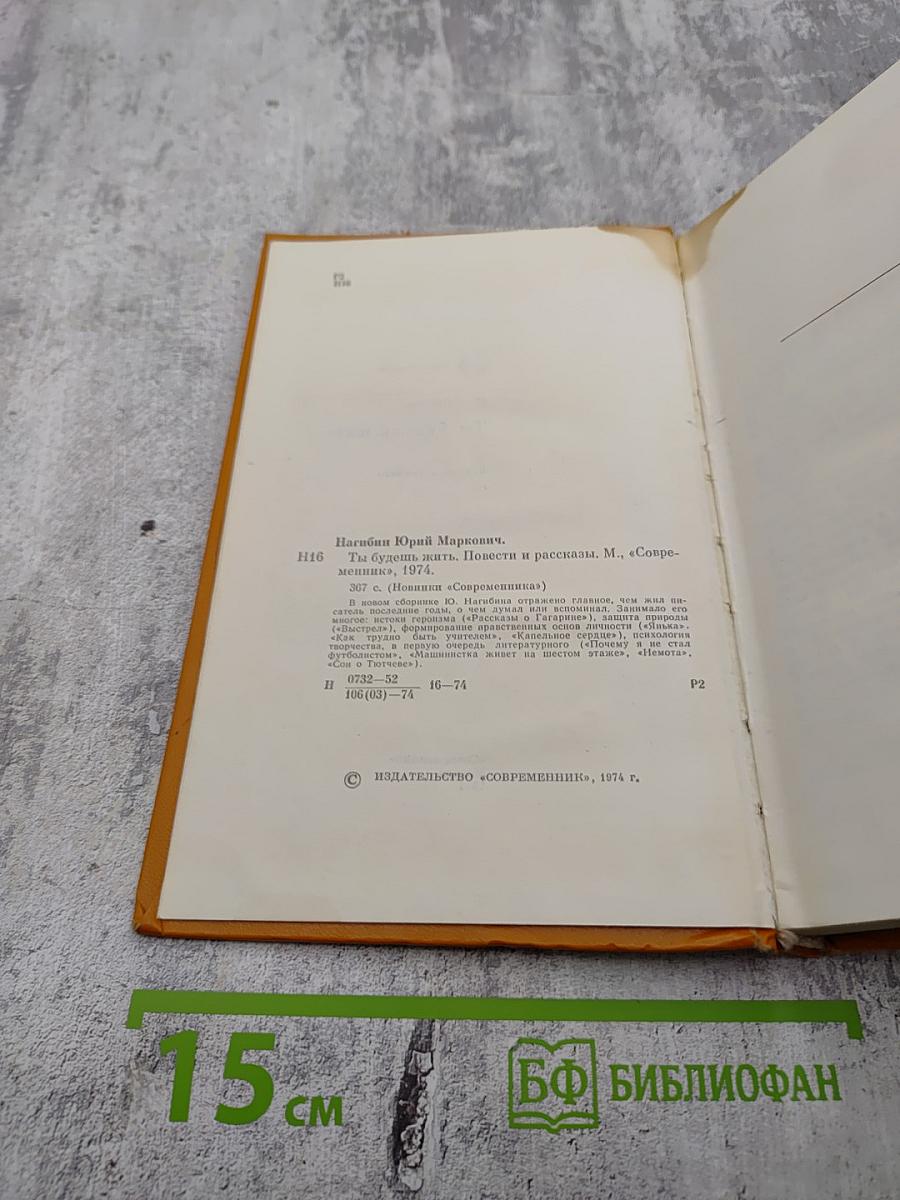 Р2
Н16
Нагибин Юрий Маркович.
Н16 Ты будешь жить. Повести и рассказы. М., «Совре-
менник», 1974.
367 с. (Новинки «Современника»)
В новом сборнике Ю. Нагибина отражено главное, чем жил пи-
сатель последние годы, о чем думал или вспоминал. Занимало его
многое: истоки героизма («Рассказы о Гагарине»), защита природы
(«Выстрел»), формирование нравственных основ личности («Янька».
«Как трудно быть учителем», «Капельное сердце»), психология
творчества, в первую очередь литературного («Почему я не стал
футболистом», «Машинистка живет на шестом этаже», «Немота»,
«Сон о Тютчеве»).
Н 0732—52
106(03)—74 16—74 Р2
© ИЗДАТЕЛЬСТВО «СОВРЕМЕННИК», 1974 г.
15 см
БФ БИБЛИОФАН